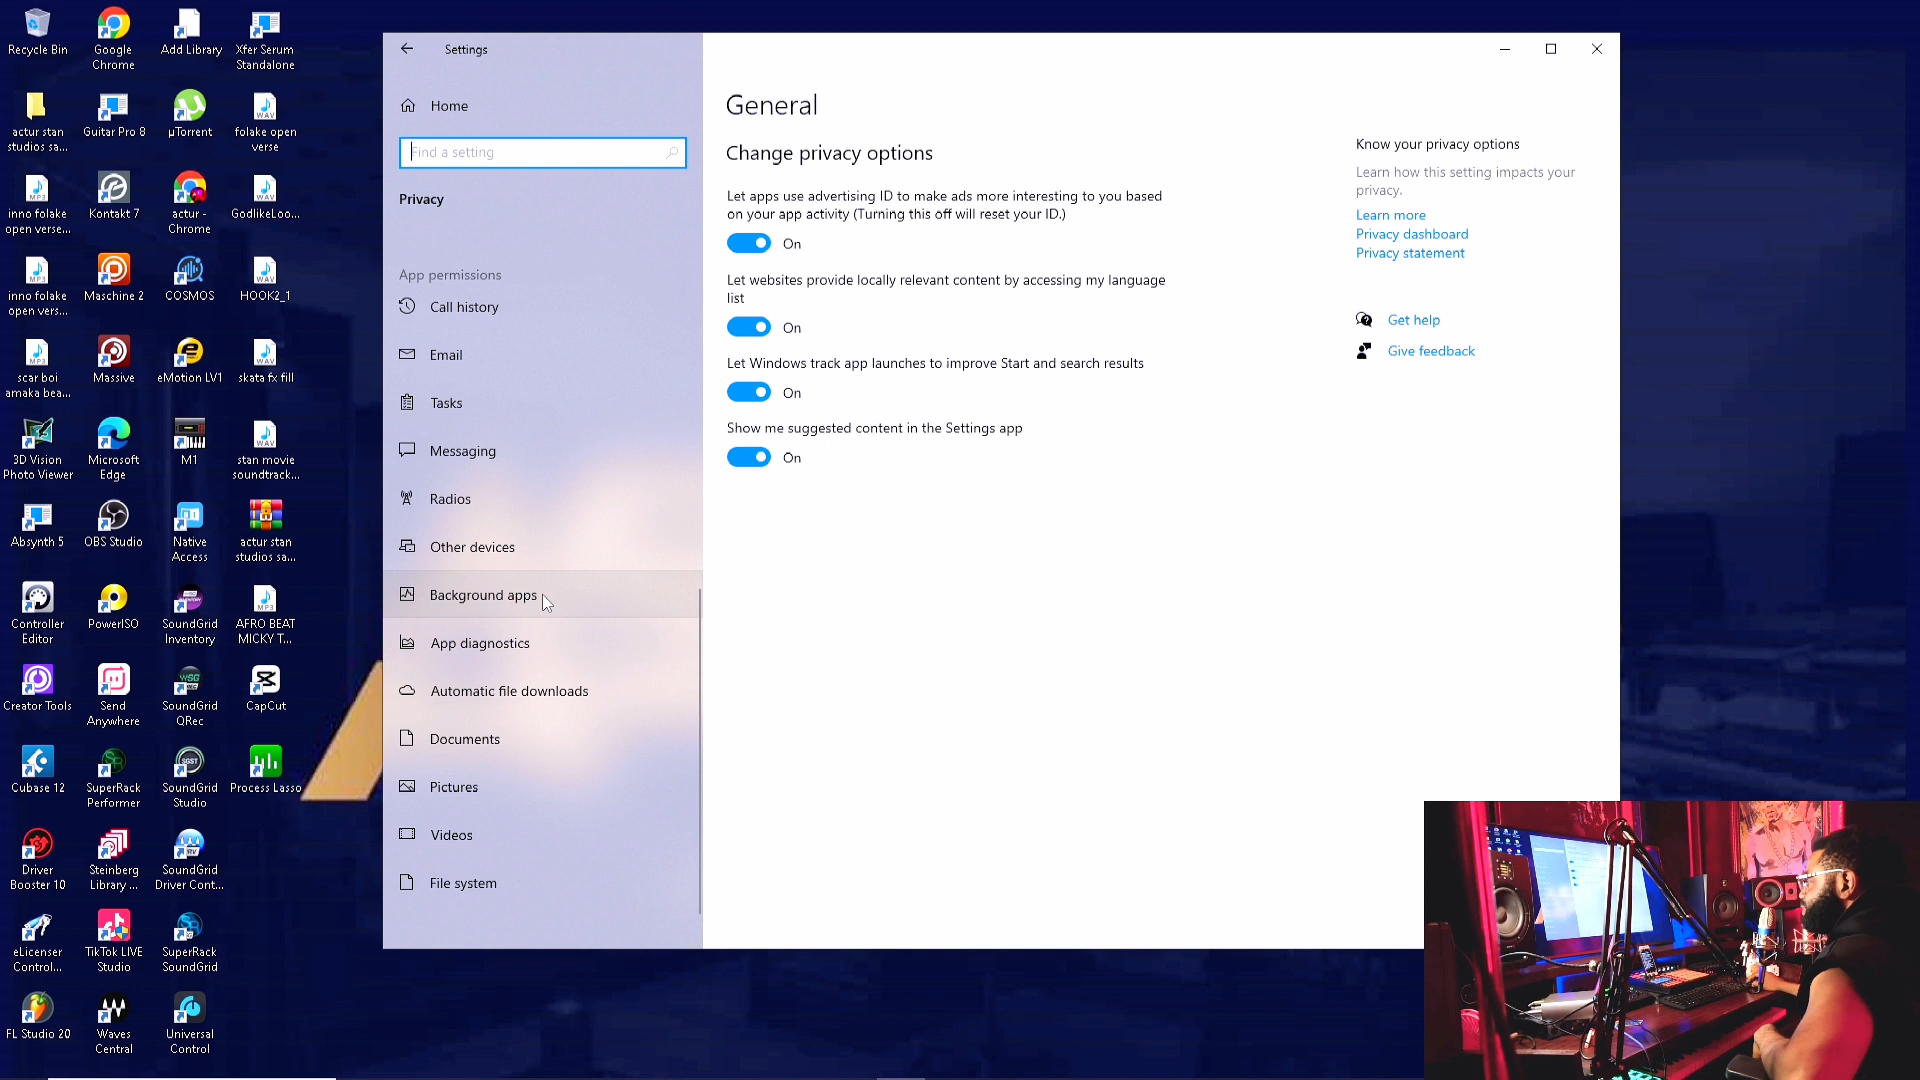 Recycle Bin
Google
Chrome
Add Library
Xfer Serum
Standalone
actur stan
studios sa...
Guitar Pro 8
µTorrent
folake open
verse
inno folake
open verse...
Kontakt 7
actur -
Chrome
GodlikeLoo...
inno folake
open vers...
Maschine 2
COSMOS
HOOK2_1
scar boi
amaka bea...
Massive
eMotion LV1
skata fx fill
3D Vision
Photo Viewer
Microsoft
Edge
M1
stan movie
soundtrack...
Absynth 5
OBS Studio
Native
Access
actur stan
studios sa...
Controller
Editor
PowerISO
SoundGrid
Inventory
AFRO BEAT
MICKY T...
Creator Tools
Send
Anywhere
SoundGrid
QRec
CapCut
Cubase 12
SuperRack
Performer
SoundGrid
Studio
Process Lasso
Driver
Booster 10
Steinberg
Library ...
SoundGrid
Driver Cont...
eLicenser
Control...
TikTok LIVE
Studio
SuperRack
SoundGrid
FL Studio 20
Waves
Central
Universal
Control
Settings
Home
Find a setting
Privacy
App permissions
Call history
Email
Tasks
Messaging
Radios
Other devices
Background apps
App diagnostics
Automatic file downloads
Documents
Pictures
Videos
File system
General
Change privacy options
Let apps use advertising ID to make ads more interesting to you based
on your app activity (Turning this off will reset your ID.)
On
Let websites provide locally relevant content by accessing my language
list
On
Let Windows track app launches to improve Start and search results
On
Show me suggested content in the Settings app
On
Know your privacy options
Learn how this setting impacts your
privacy.
Learn more
Privacy dashboard
Privacy statement
Get help
Give feedback